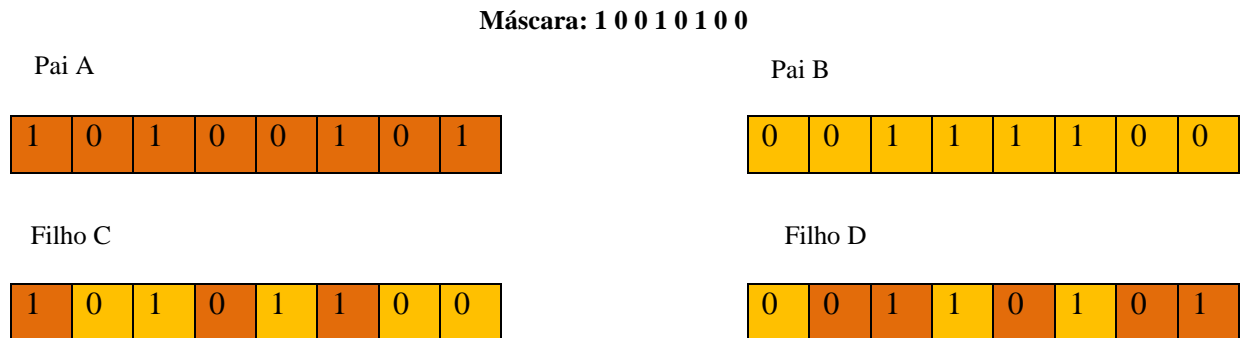 Máscara: 1 0 0 1 0 1 0 0
Pai A
Pai B
1 0 1 0 0 1 0 1
0 0 1 1 1 1 0 0
Filho C
Filho D
1 0 1 0 1 1 0 0
0 0 1 1 0 1 0 1